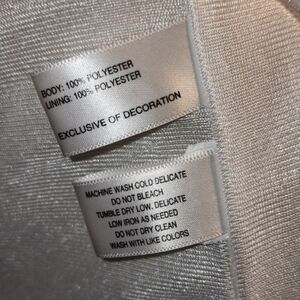 BODY: 100% POLYESTER
LINING: 100% POLYESTER
EXCLUSIVE OF DECORATION
MACHINE WASH COLD DELICATE
DO NOT BLEACH
TUMBLE DRY LOW. DELICATE
LOW IRON AS NEEDED
DO NOT DRY CLEAN
WASH WITH LIKE COLORS